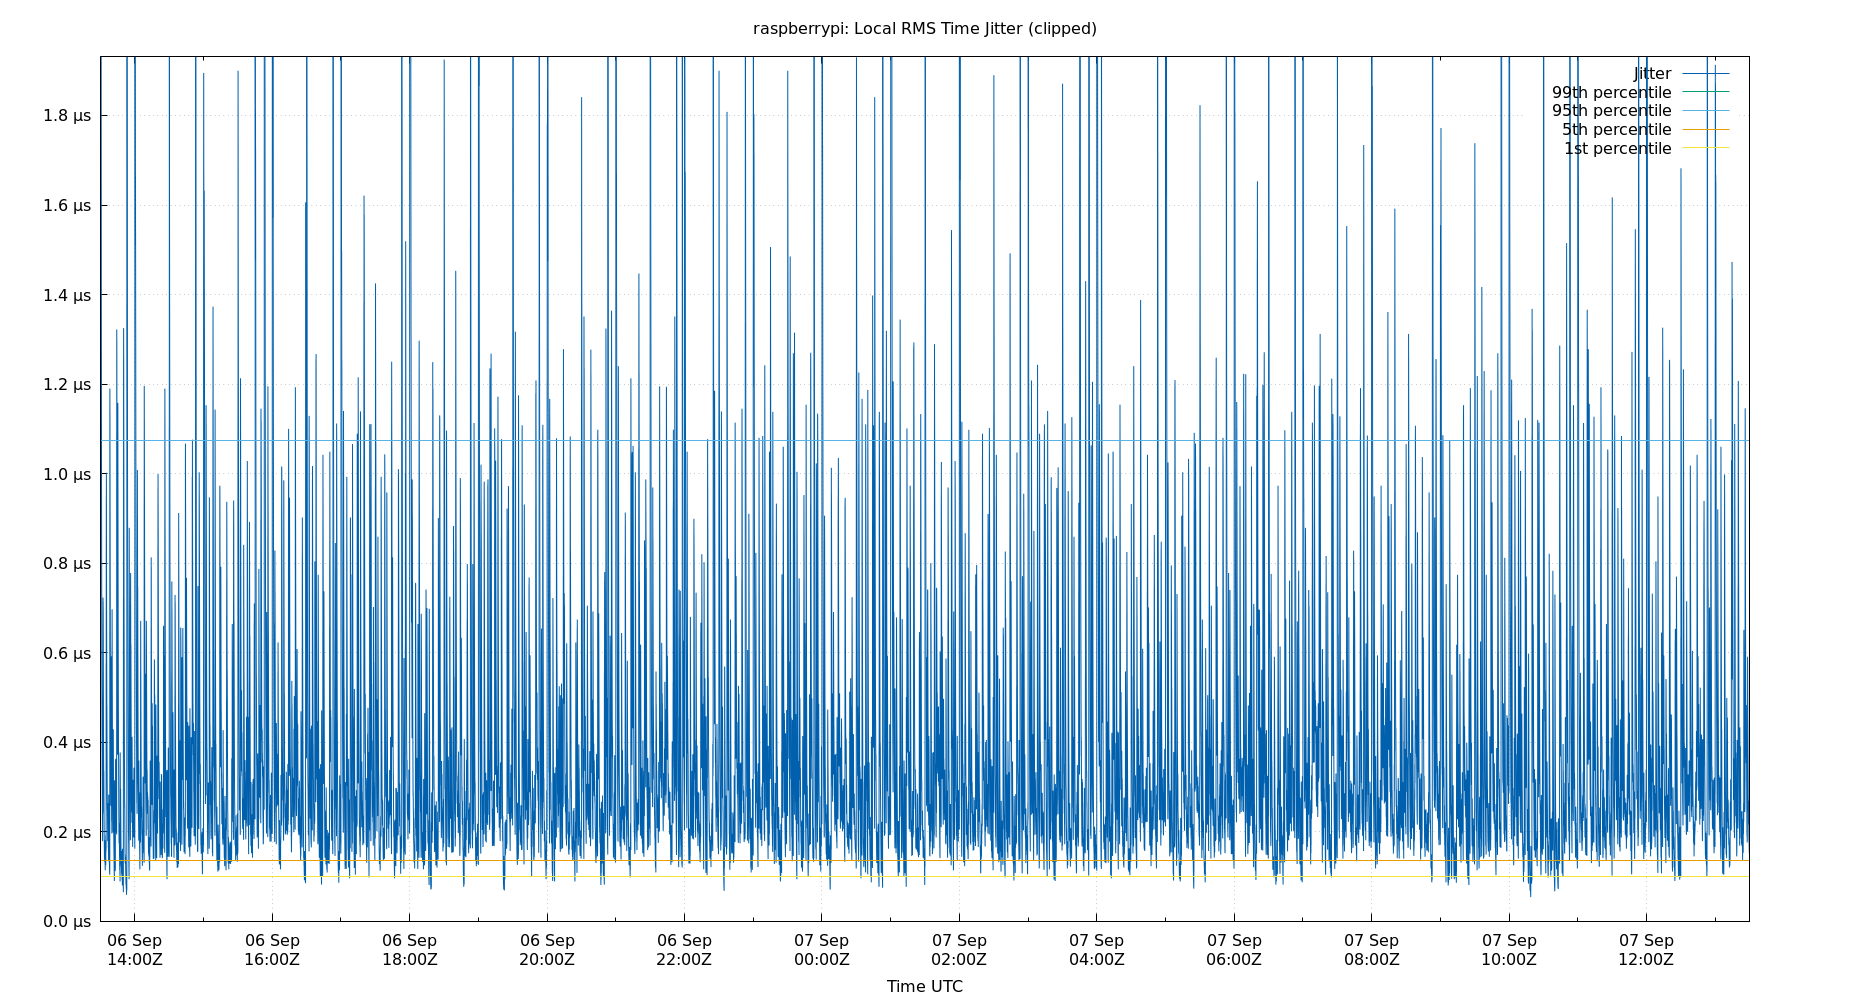 raspberrypi: Local RMS Time Jitter (clipped)
Jitter
99th percentile
95th percentile
5th percentile
1st percentile
1.8 µs
1.6 µs
1.4 µs
1.2 µs
1.0 µs
0.8 µs
0.6 µs
0.4 µs
0.2 µs
0.0 µs
06 Sep 06 Sep 06 Sep 06 Sep 06 Sep 07 Sep 07 Sep 07 Sep 07 Sep 07 Sep 07 Sep 07 Sep
14:00Z 16:00Z 18:00Z 20:00Z 22:00Z 00:00Z 02:00Z 04:00Z 06:00Z 08:00Z 10:00Z 12:00Z
Time UTC